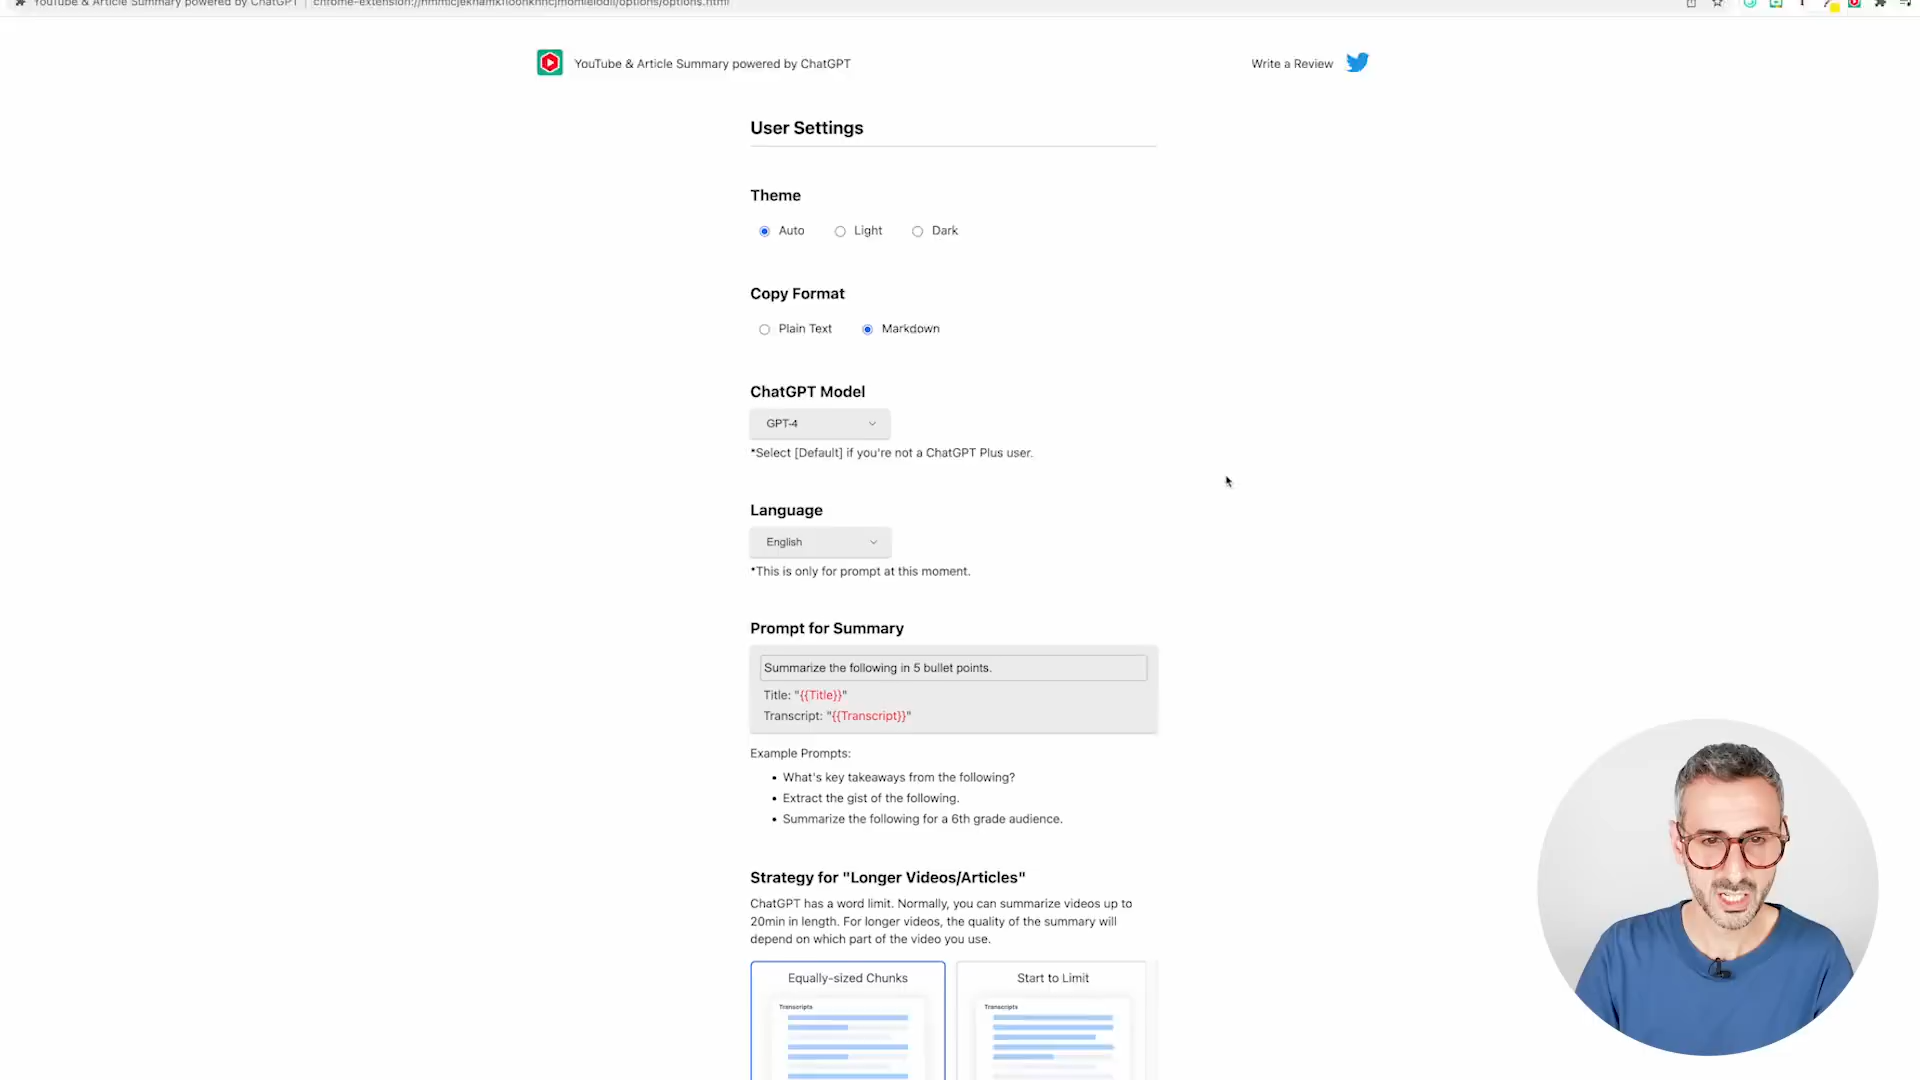 YouTube & Article Summary powered by ChatGPT
YouTube & Article Summary powered by ChatGPT
Write a Review
User Settings
Theme
Auto Light Dark
Copy Format
Plain Text Markdown
ChatGPT Model
GPT-4
*Select [Default] if you're not a ChatGPT Plus user.
Language
English
*This is only for prompt at this moment.
Prompt for Summary
Summarize the following in 5 bullet points.
Title: "{{Title}}"
Transcript: "{{Transcript}}"
Example Prompts:
• What's key takeaways from the following?
• Extract the gist of the following.
• Summarize the following for a 6th grade audience.
Strategy for "Longer Videos/Articles"
ChatGPT has a word limit. Normally, you can summarize videos up to
20min in length. For longer videos, the quality of the summary will
depend on which part of the video you use.
Equally-sized Chunks Start to Limit
Transcripts Transcripts